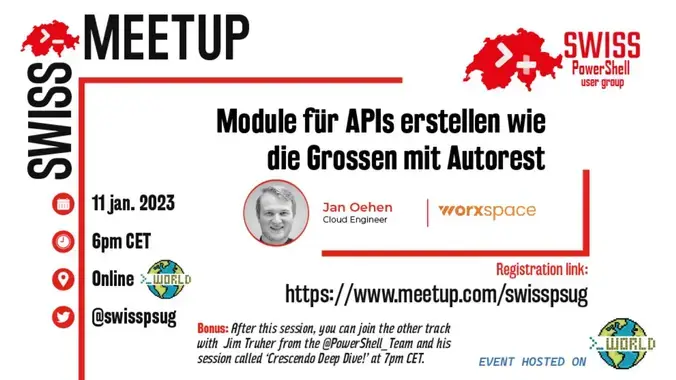 SWISS
MEETUP
SWISS
PowerShell
user group
Module für APIs erstellen wie
die Grossen mit Autorest
Jan Oehen
Cloud Engineer
worxspace
11 jan. 2023
6pm CET
Online
>_WORLD
@swisspsug
Registration link:
https://www.meetup.com/swisspsug
Bonus: After this session, you can join the other track
with Jim Truher from the @PowerShell_Team and his
session called ‘Crescendo Deep Dive!’ at 7pm CET.
EVENT HOSTED ON
>_WORLD